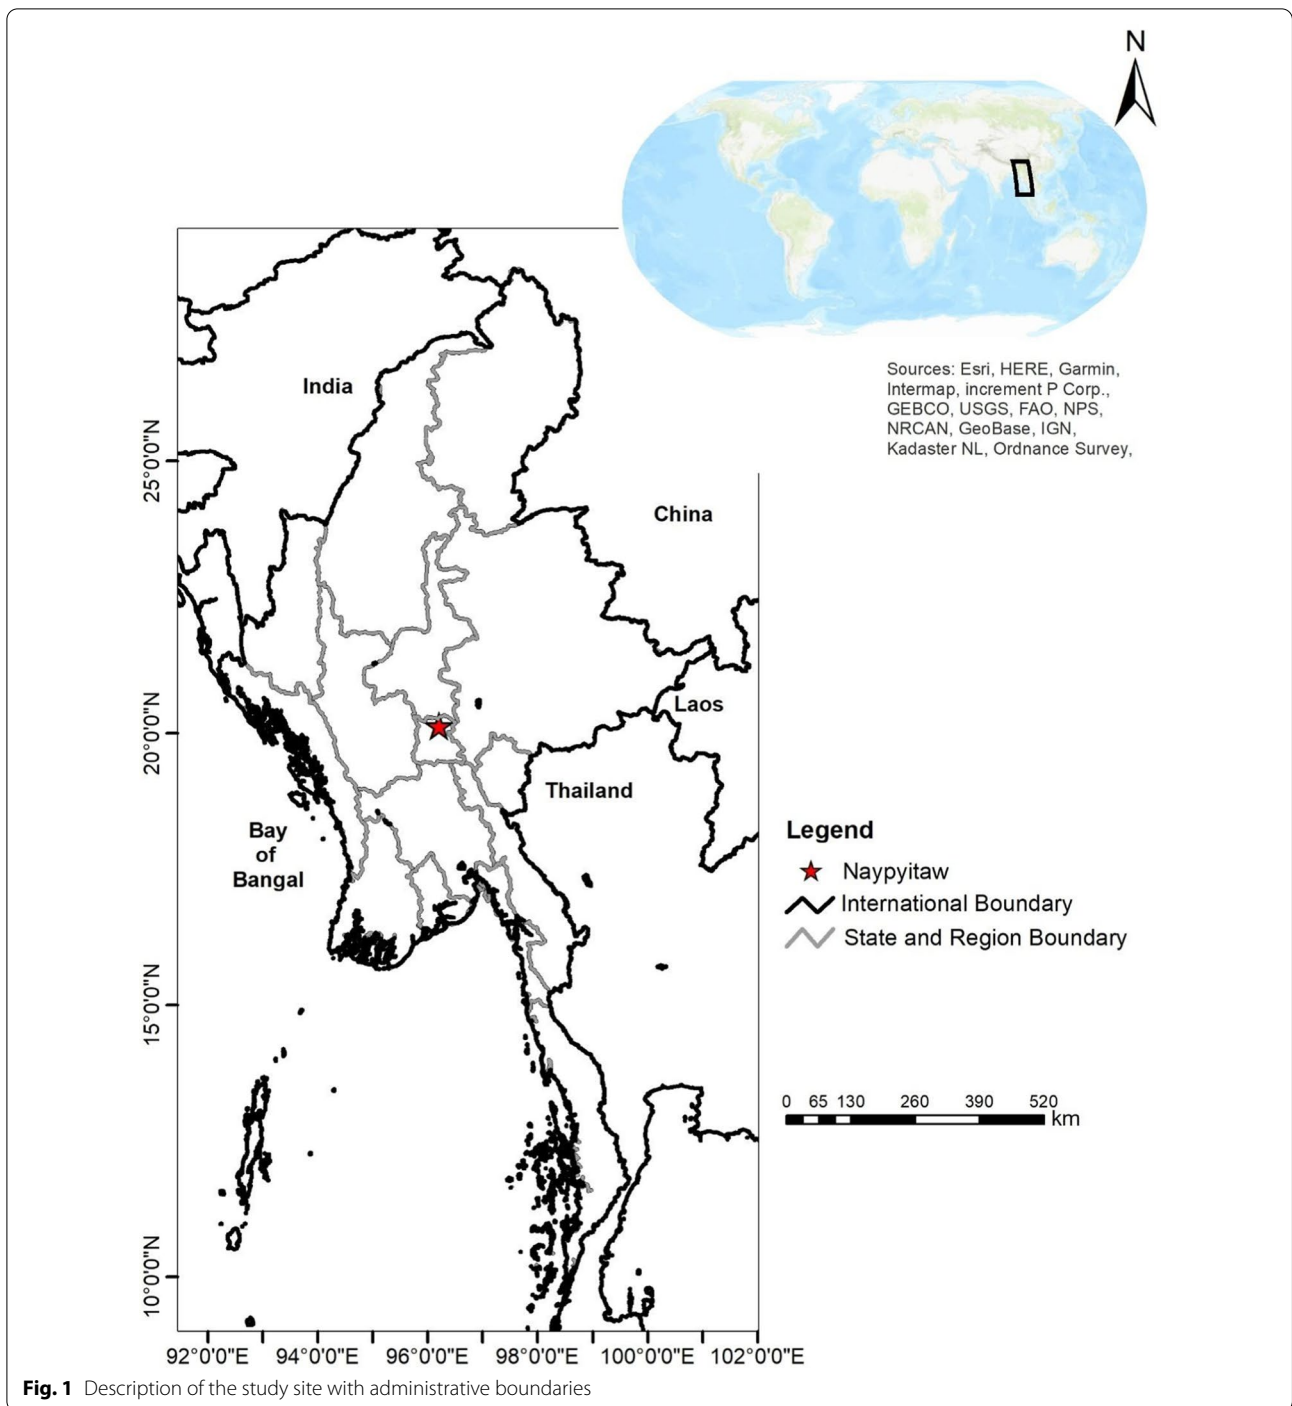 N
Sources: Esri, HERE, Garmin,
Intermap, increment P Corp.,
GEBCO, USGS, FAO, NPS,
NRCAN, GeoBase, IGN,
Kadaster NL, Ordnance Survey,
India
China
Laos
Thailand
Bay
of
Bangal
25°0'0"N
20°0'0"N
15°0'0"N
10°0'0"N
92°0'0"E 94°0'0"E 96°0'0"E 98°0'0"E 100°0'0"E 102°0'0"E
Legend
Naypyitaw
International Boundary
State and Region Boundary
0 65 130 260 390 520
km
Fig. 1 Description of the study site with administrative boundaries